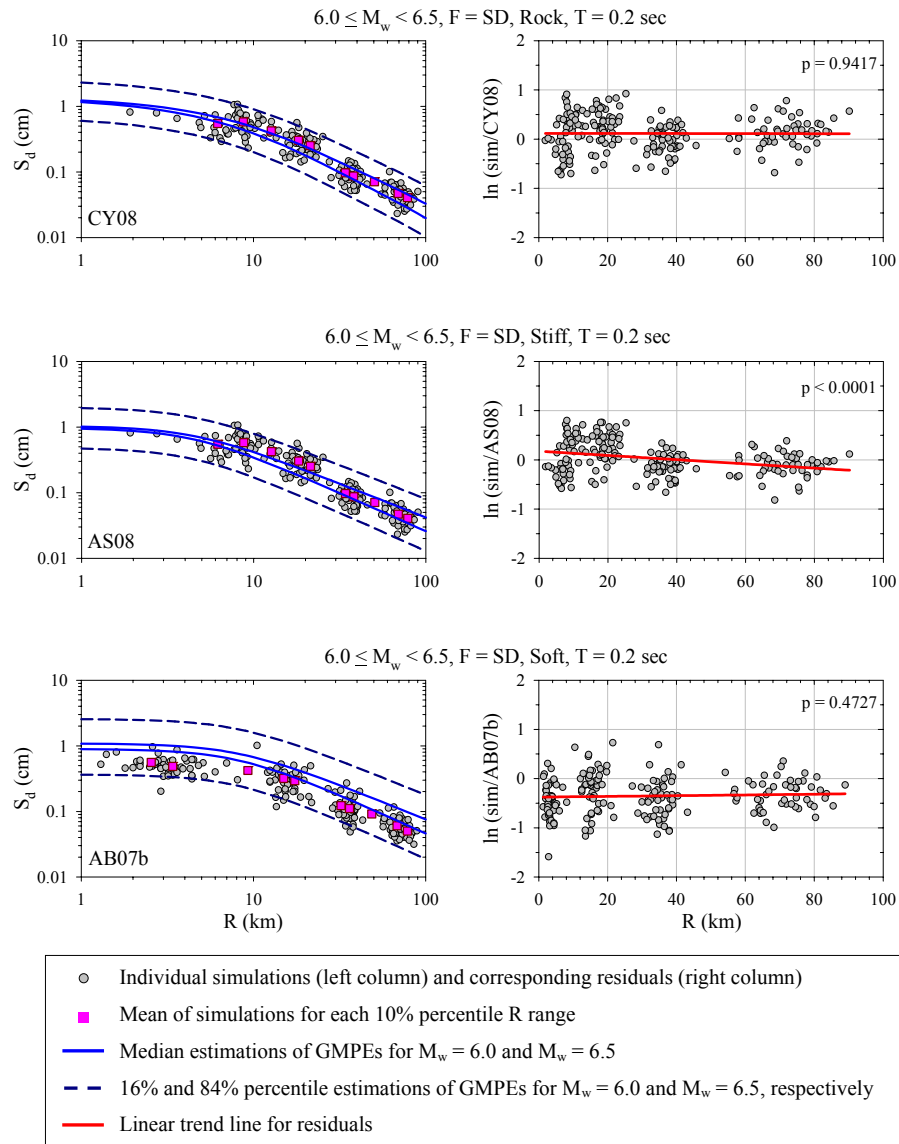 6.0 ≤ Mw < 6.5, F = SD, Rock, T = 0.2 sec
10
1
0.1
0.01
Sd (cm)
CY08
1 10 100
2
1
0
-1
-2
ln (sim/CY08)
p = 0.9417
0 20 40 60 80 100
6.0 ≤ Mw < 6.5, F = SD, Stiff, T = 0.2 sec
10
1
0.1
0.01
Sd (cm)
AS08
1 10 100
2
1
0
-1
-2
ln (sim/AS08)
p < 0.0001
0 20 40 60 80 100
6.0 ≤ Mw < 6.5, F = SD, Soft, T = 0.2 sec
10
1
0.1
0.01
Sd (cm)
AB07b
1 10 100
R (km)
2
1
0
-1
-2
ln (sim/AB07b)
p = 0.4727
0 20 40 60 80 100
R (km)
Individual simulations (left column) and corresponding residuals (right column)
Mean of simulations for each 10% percentile R range
Median estimations of GMPEs for Mw = 6.0 and Mw = 6.5
16% and 84% percentile estimations of GMPEs for Mw = 6.0 and Mw = 6.5, respectively
Linear trend line for residuals